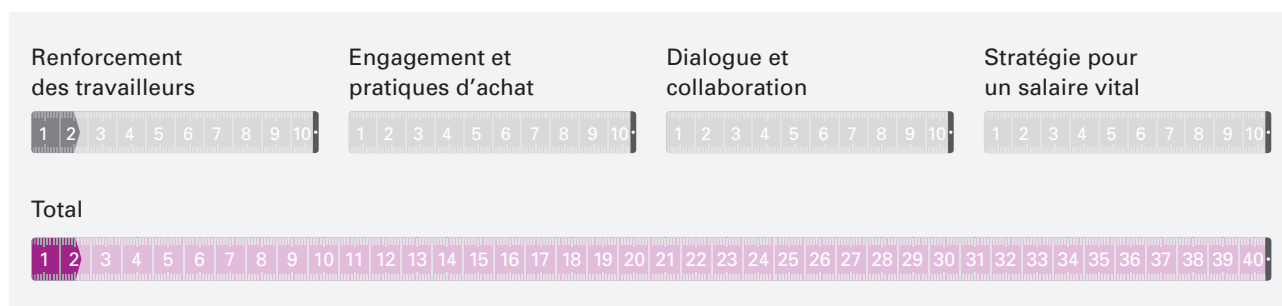 Renforcement
des travailleurs
Engagement et
pratiques d’achat
Dialogue et
collaboration
Stratégie pour
un salaire vital
1 2 3 4 5 6 7 8 9 10
1 2 3 4 5 6 7 8 9 10
1 2 3 4 5 6 7 8 9 10
1 2 3 4 5 6 7 8 9 10
Total
1 2 3 4 5 6 7 8 9 10 11 12 13 14 15 16 17 18 19 20 21 22 23 24 25 26 27 28 29 30 31 32 33 34 35 36 37 38 39 40